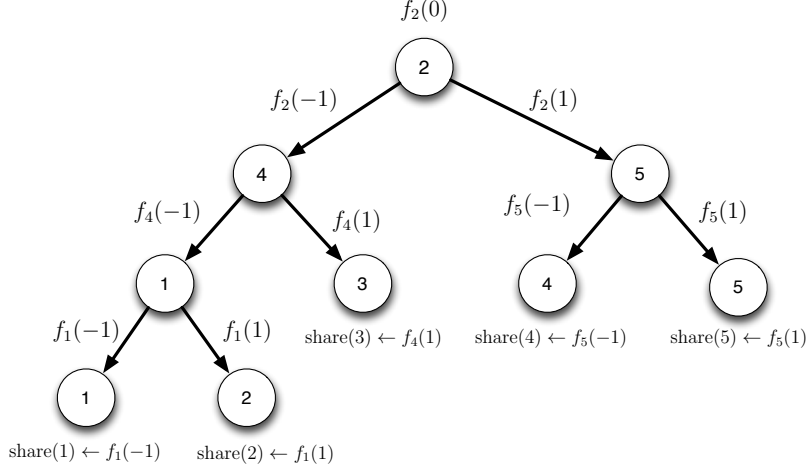 f₂(0)
2
f₂(−1)
f₂(1)
4
5
f₄(−1)
f₄(1)
f₅(−1)
f₅(1)
1
3
4
5
f₁(−1)
f₁(1)
share(3) ← f₄(1)
share(4) ← f₅(−1)
share(5) ← f₅(1)
1
2
share(1) ← f₁(−1)
share(2) ← f₁(1)